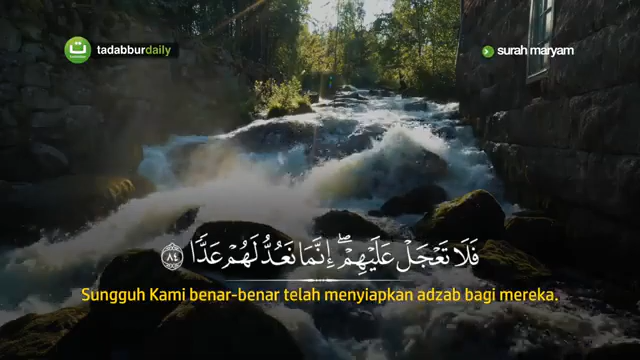 ت
tadabburdaily
surah maryam
فَلَا تَعْجَلْ عَلَيْهِمْ ۖ إِنَّمَا نَعُدُّ لَهُمْ عَدًّا ٨٤
Sungguh Kami benar-benar telah menyiapkan adzab bagi mereka.